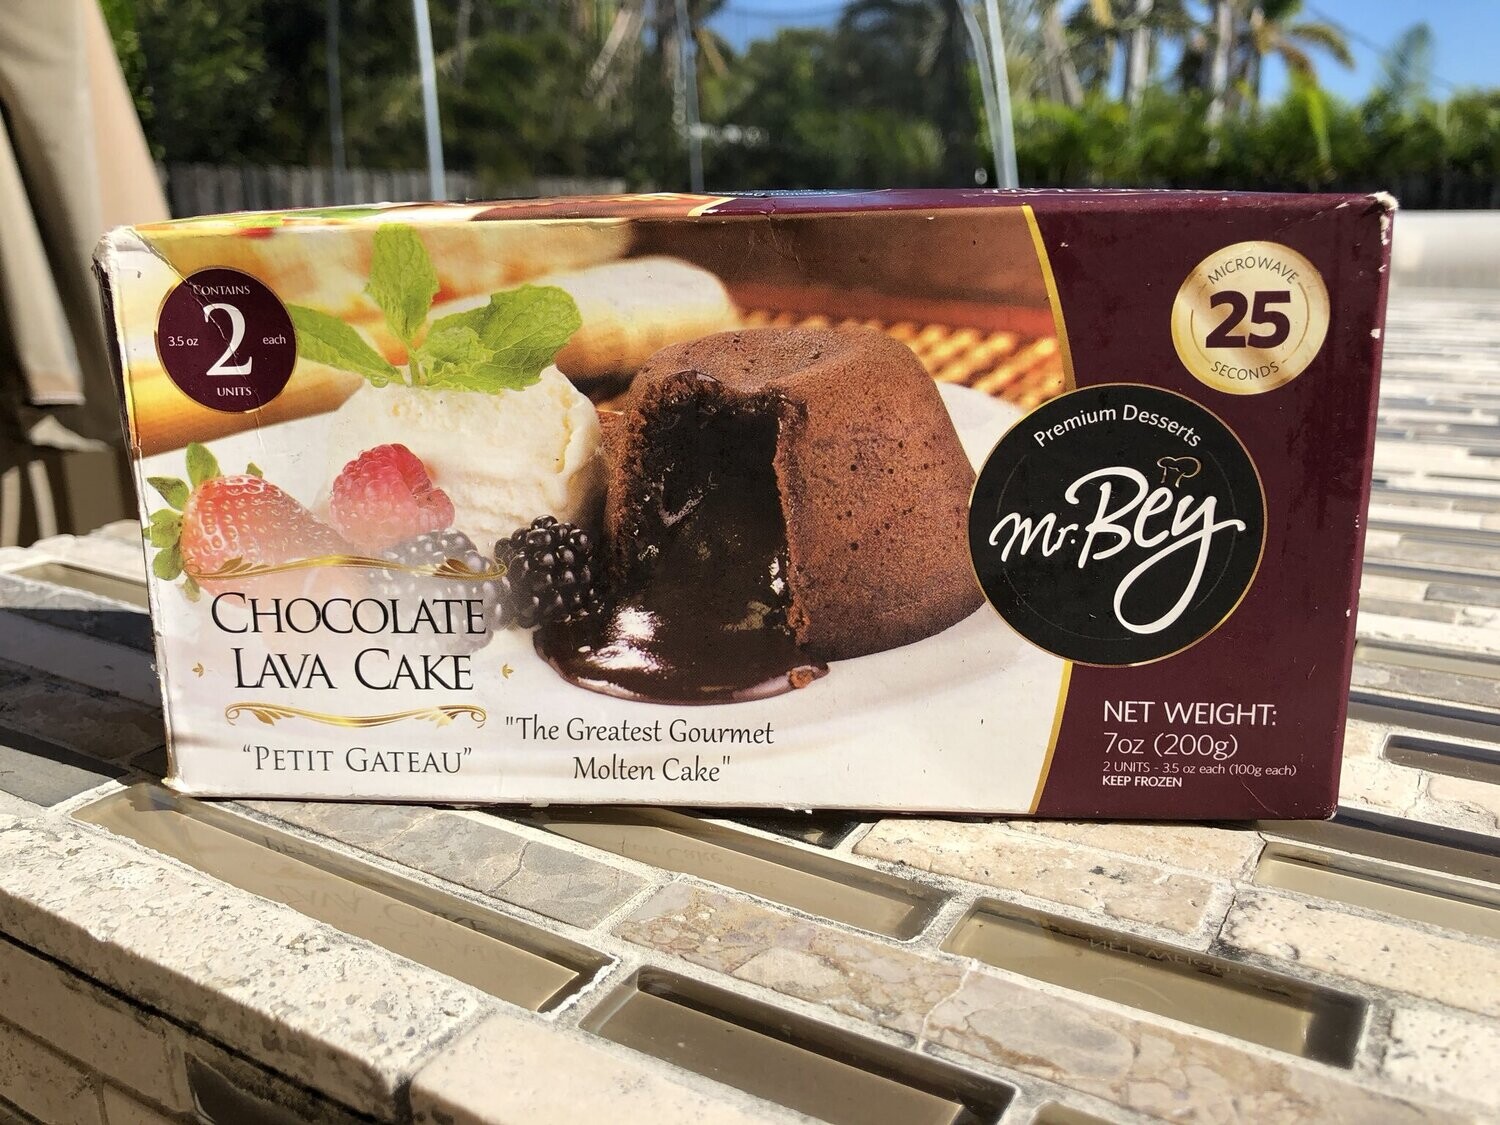 CONTAINS
3.5 oz 2 each
UNITS
CHOCOLATE
LAVA CAKE
“PETIT GATEAU”
"The Greatest Gourmet
Molten Cake"
MICROWAVE
25
SECONDS
Premium Desserts
Mr. Bey
NET WEIGHT:
7oz (200g)
2 UNITS - 3.5 oz each (100g each)
KEEP FROZEN